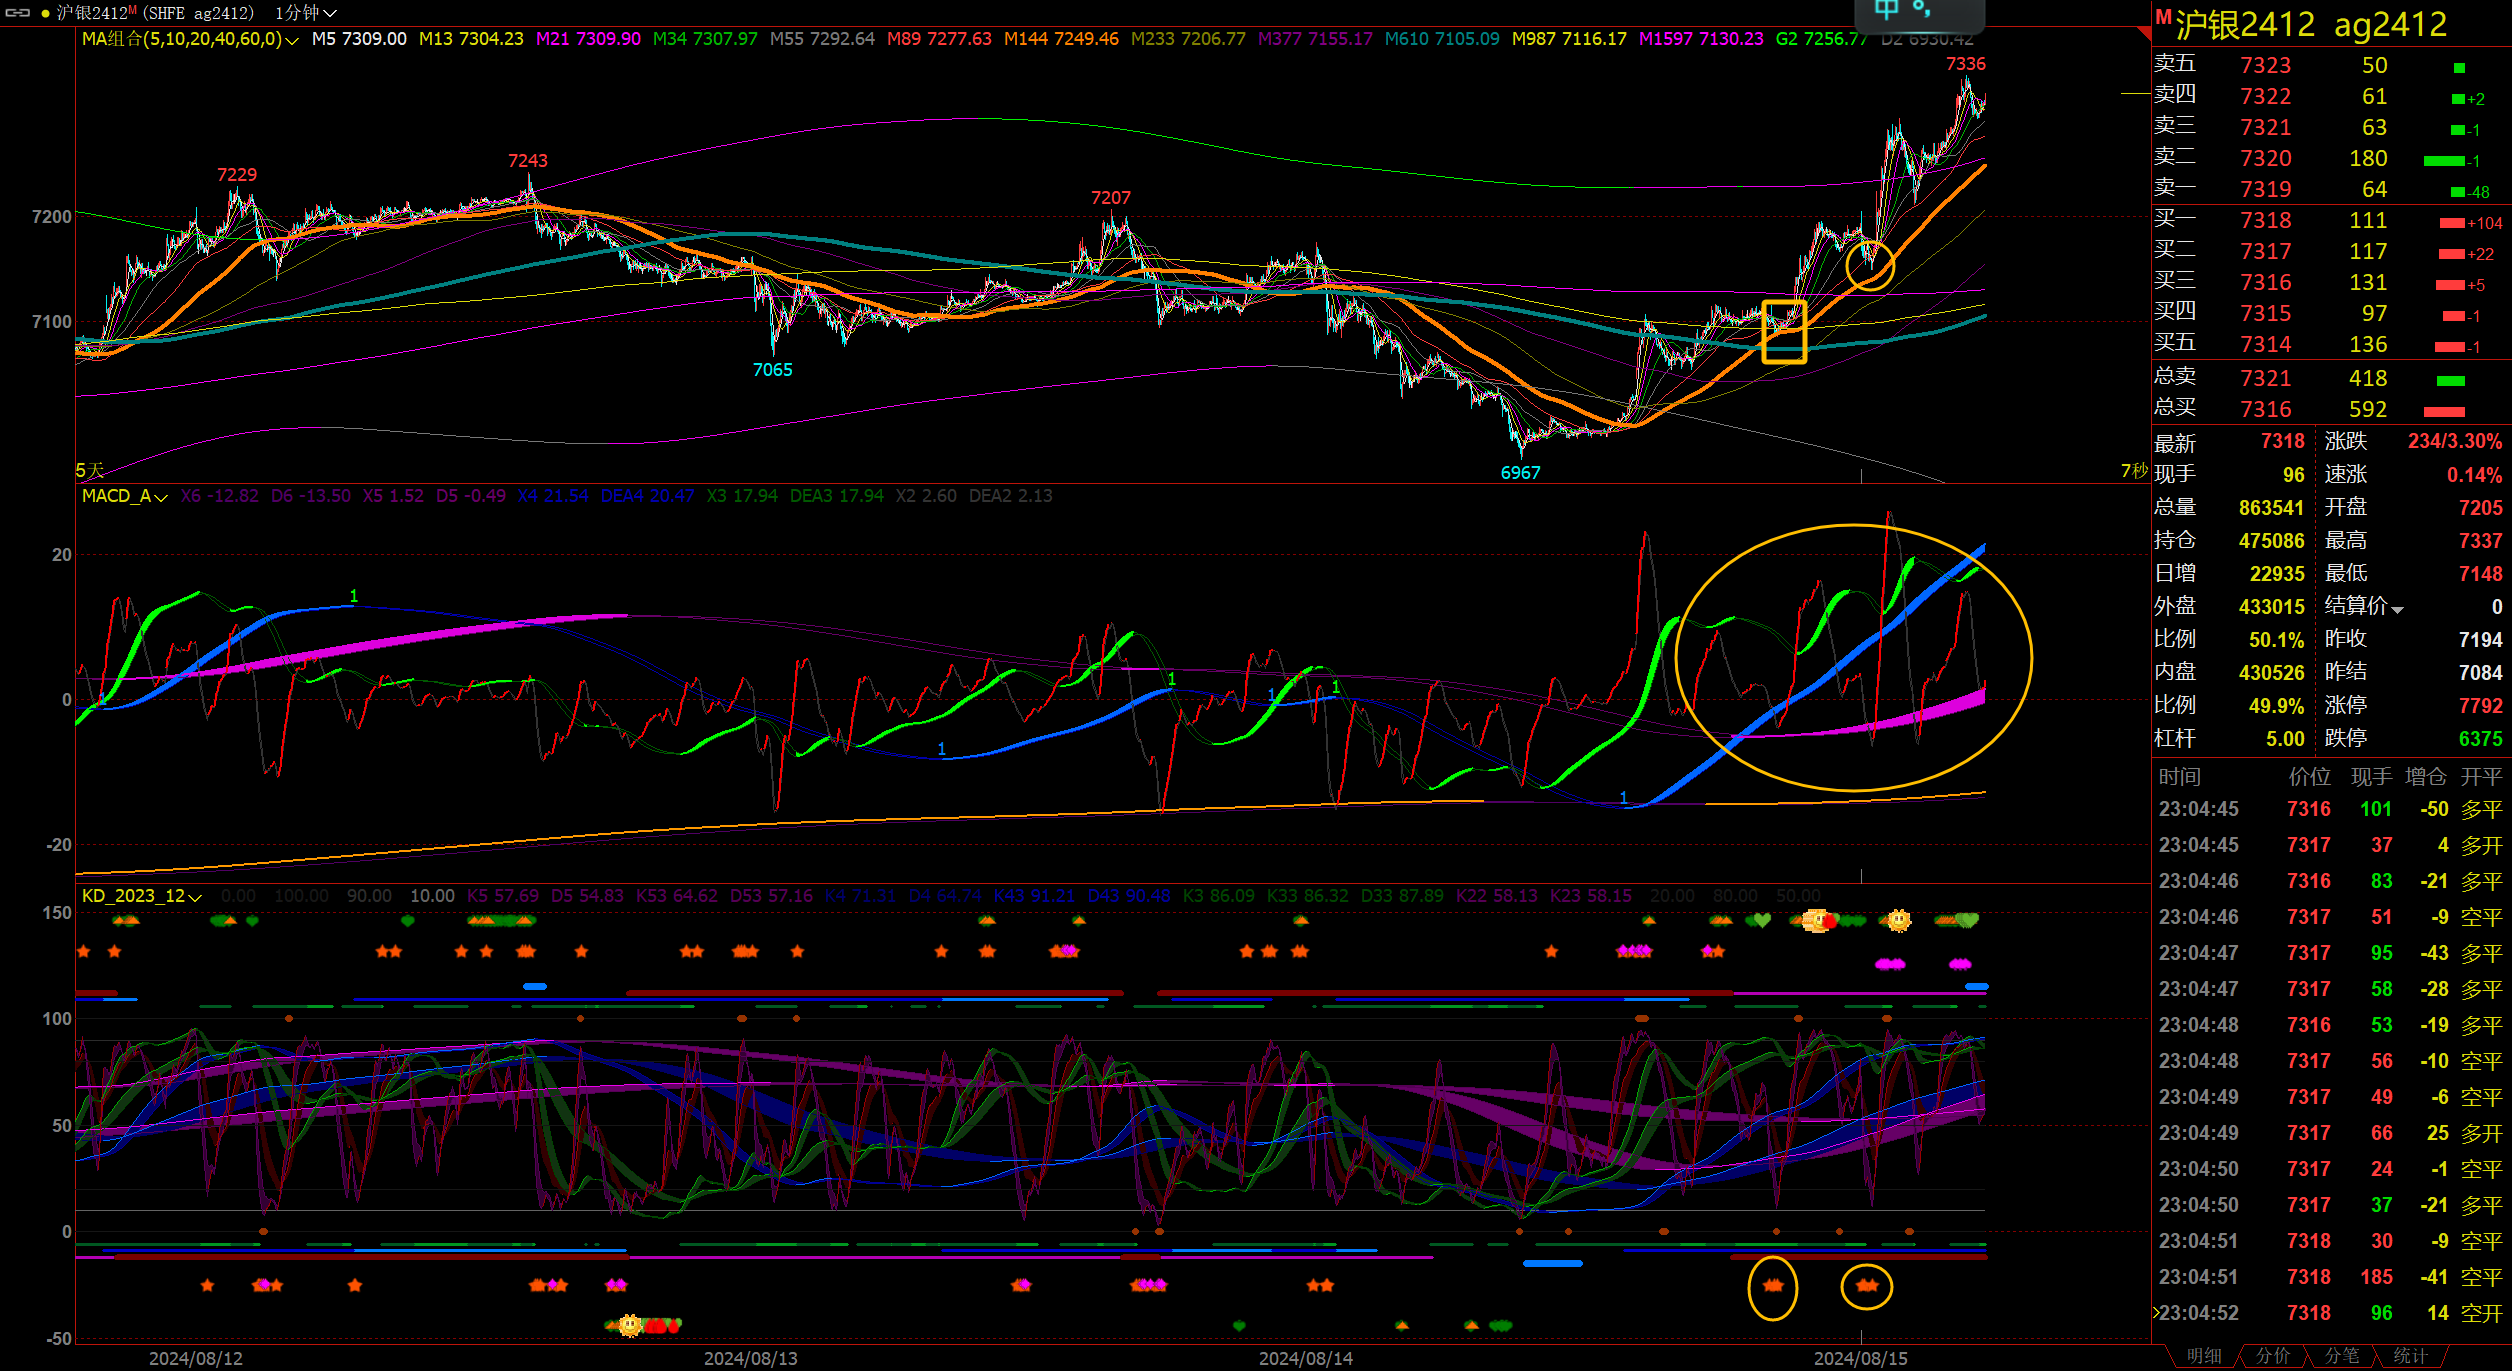 沪银2412ᴹ (SHFE ag2412) 1分钟
中 °,
MA组合(5,10,20,40,60,0) M5 7309.00 M13 7304.23 M21 7309.90 M34 7307.97 M55 7292.64 M89 7277.63 M144 7249.46 M233 7206.77 M377 7155.17 M610 7105.09 M987 7116.17 M1597 7130.23 G2 7256.77 D2 6930.42
7336
7243
7229
7207
7200
7100
7065
6967
5天
7秒
MACD_A X6 -12.82 D6 -13.50 X5 1.52 D5 -0.49 X4 21.54 DEA4 20.47 X3 17.94 DEA3 17.94 X2 2.60 DEA2 2.13
20
1
1
1
1
0
1
1
1
-20
KD_2023_12 0.00 100.00 90.00 10.00 K5 57.69 D5 54.83 K53 64.62 D53 57.16 K4 71.31 D4 64.74 K43 91.21 D43 90.48 K3 86.09 K33 86.32 D33 87.89 K22 58.13 K23 58.15 20.00 80.00 50.00
150
100
50
0
-50
2024/08/12 2024/08/13 2024/08/14 2024/08/15
M 沪银2412 ag2412
卖五 7323 50
卖四 7322 61 +2
卖三 7321 63 -1
卖二 7320 180 -1
卖一 7319 64 -48
买一 7318 111 +104
买二 7317 117 +22
买三 7316 131 +5
买四 7315 97 -1
买五 7314 136 -1
总卖 7321 418
总买 7316 592
最新 7318 涨跌 234/3.30%
现手 96 速涨 0.14%
总量 863541 开盘 7205
持仓 475086 最高 7337
日增 22935 最低 7148
外盘 433015 结算价 0
比例 50.1% 昨收 7194
内盘 430526 昨结 7084
比例 49.9% 涨停 7792
杠杆 5.00 跌停 6375
时间 价位 现手 增仓 开平
23:04:45 7316 101 -50 多平
23:04:45 7317 37 4 多开
23:04:46 7316 83 -21 多平
23:04:46 7317 51 -9 空平
23:04:47 7317 95 -43 多平
23:04:47 7317 58 -28 多平
23:04:48 7316 53 -19 多平
23:04:48 7317 56 -10 空平
23:04:49 7317 49 -6 空平
23:04:49 7317 66 25 多开
23:04:50 7317 24 -1 空平
23:04:50 7317 37 -21 多平
23:04:51 7318 30 -9 空平
23:04:51 7318 185 -41 空平
23:04:52 7318 96 14 空开
明细 分价 分笔 统计